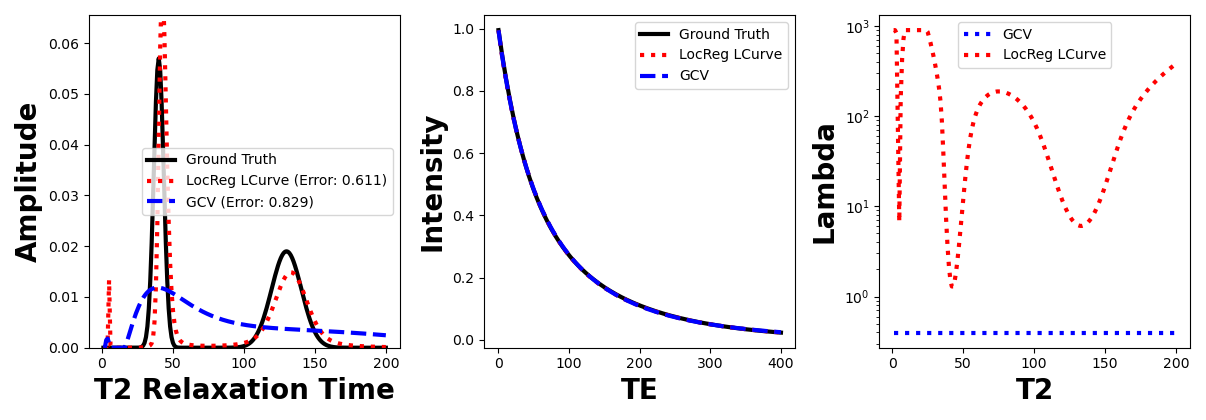 Amplitude
0.06
0.05
0.04
0.03
0.02
0.01
0.00
Ground Truth
LocReg LCurve (Error: 0.611)
GCV (Error: 0.829)
0 50 100 150 200
T2 Relaxation Time
Intensity
1.0
0.8
0.6
0.4
0.2
0.0
Ground Truth
LocReg LCurve
GCV
0 100 200 300 400
TE
Lambda
10³
10²
10¹
10⁰
GCV
LocReg LCurve
0 50 100 150 200
T2